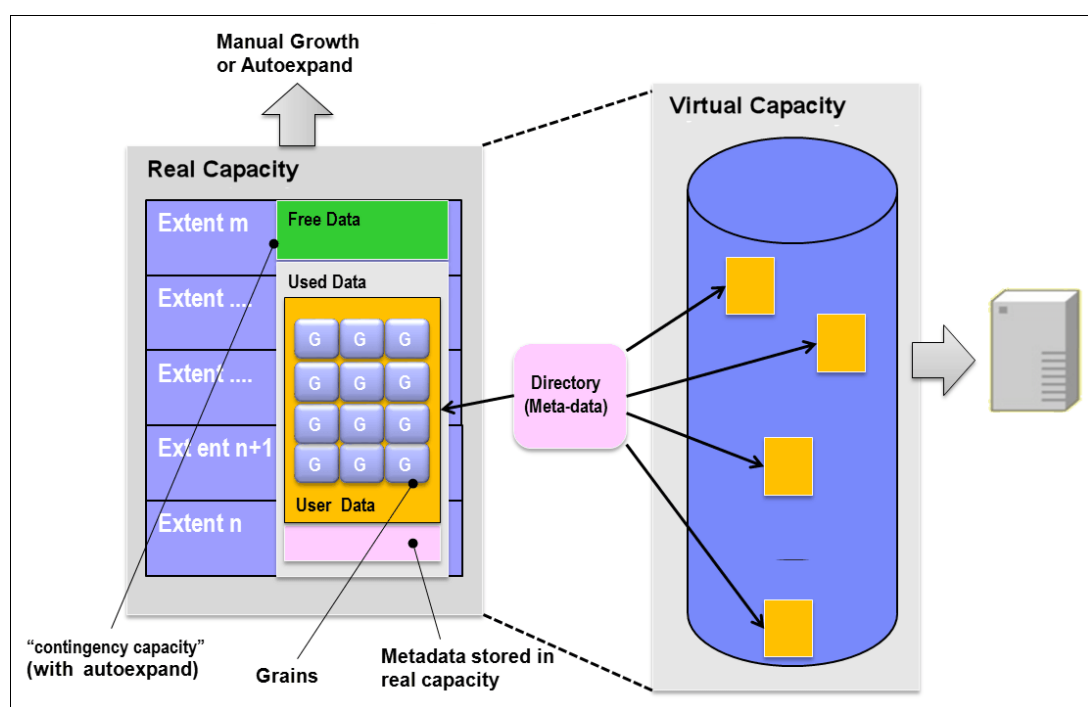 Manual Growth
or Autoexpand
Real Capacity
Extent m
Free Data
Extent ....
Used Data
Extent ....
Ext ent n+1
Extent n
G G G
G G G
G G G
G G G
User Data
Directory
(Meta-data)
Virtual Capacity
“contingency capacity”
(with autoexpand)
Grains
Metadata stored in
real capacity